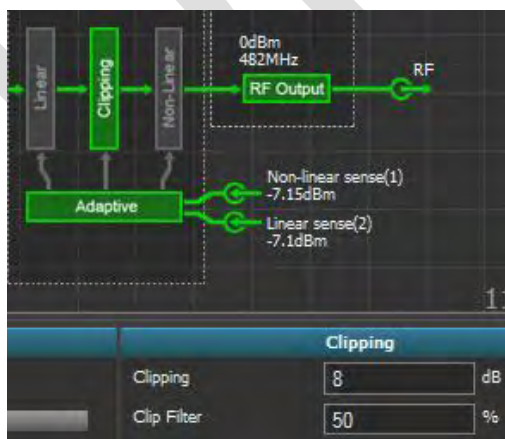 0dBm
482MHz
RF
Linear
Clipping
Non-Linear
RF Output
Non-linear sense(1)
-7.15dBm
Adaptive
Linear sense(2)
-7.1dBm
Clipping
Clipping 8 dB
Clip Filter 50 %